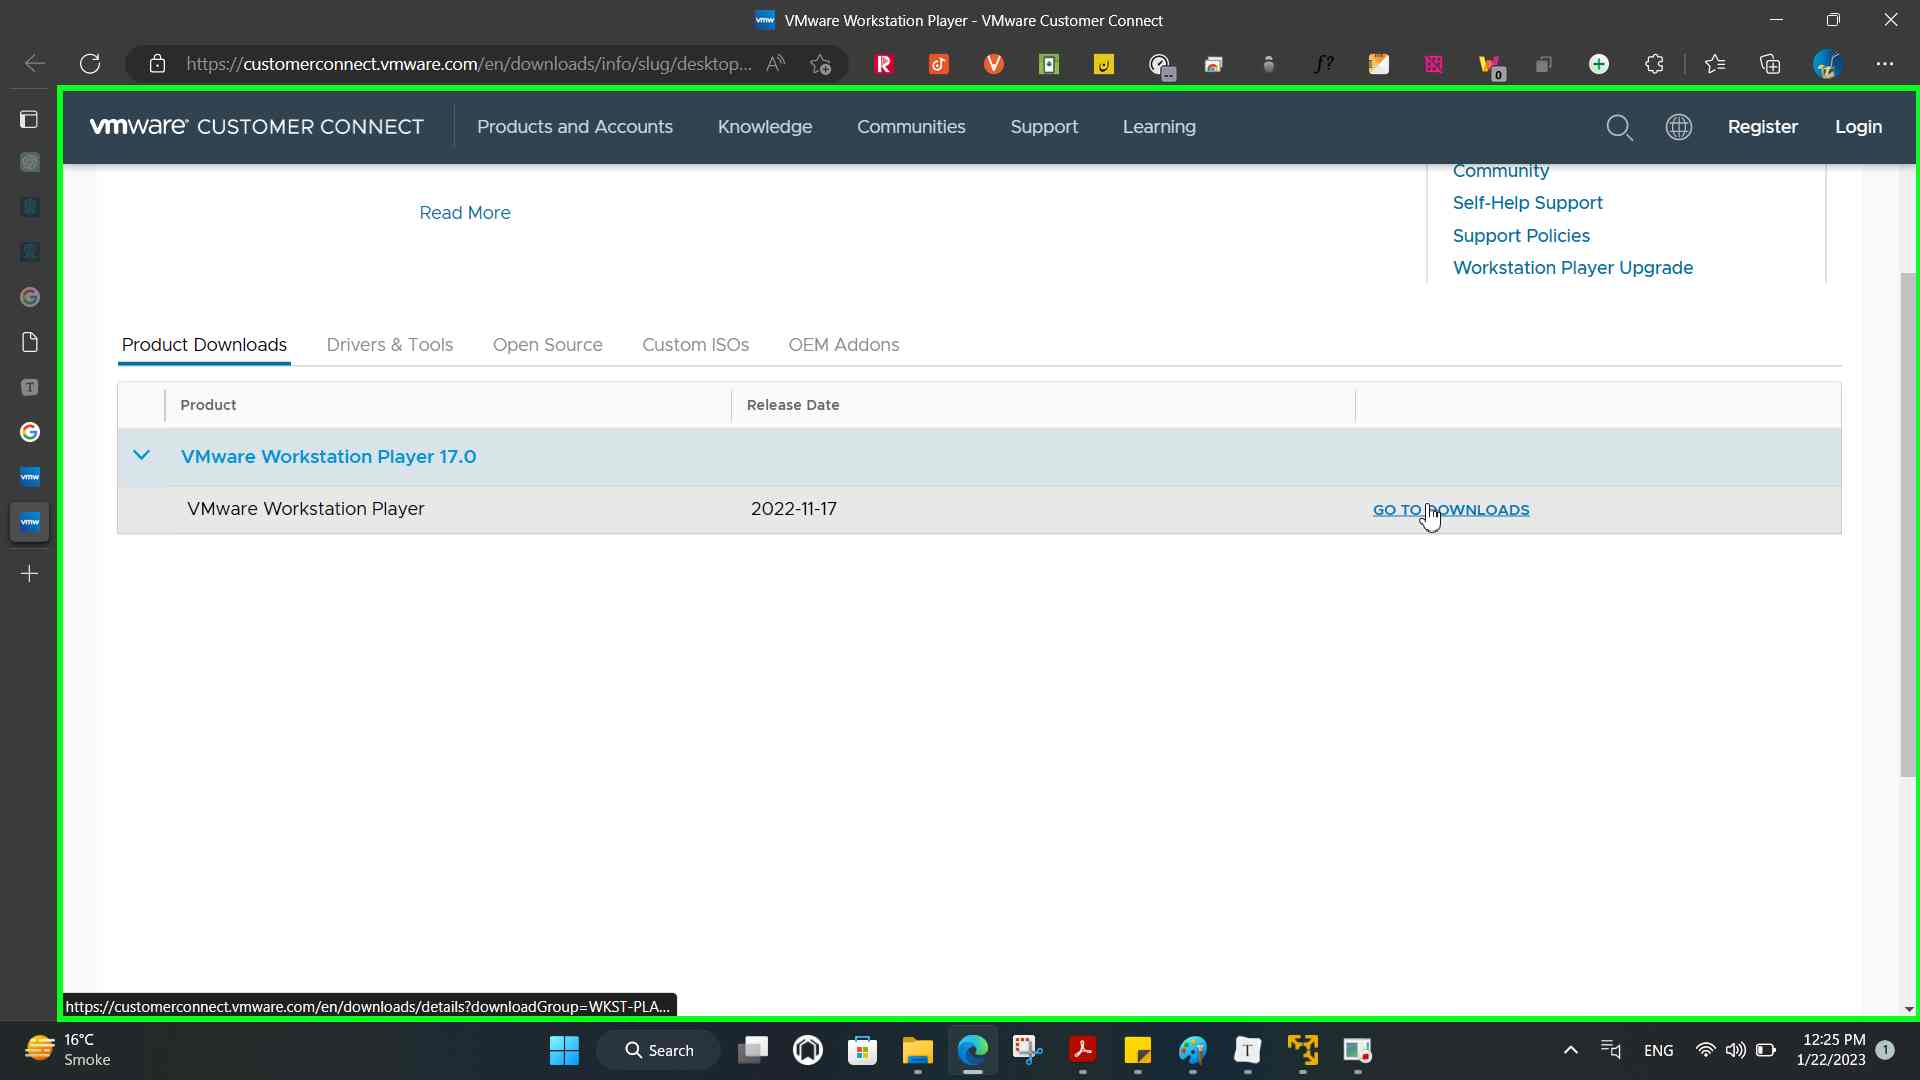 vmw VMware Workstation Player - VMware Customer Connect
https://customerconnect.vmware.com/en/downloads/info/slug/desktop...
vmware® CUSTOMER CONNECT
Products and Accounts
Knowledge
Communities
Support
Learning
Register
Login
Community
Read More
Self-Help Support
Support Policies
Workstation Player Upgrade
Product Downloads
Drivers & Tools
Open Source
Custom ISOs
OEM Addons
Product
Release Date
VMware Workstation Player 17.0
VMware Workstation Player
2022-11-17
GO TO DOWNLOADS
vmw
vmw
https://customerconnect.vmware.com/en/downloads/details?downloadGroup=WKST-PLA...
16°C
Smoke
Search
ENG
12:25 PM
1/22/2023
1